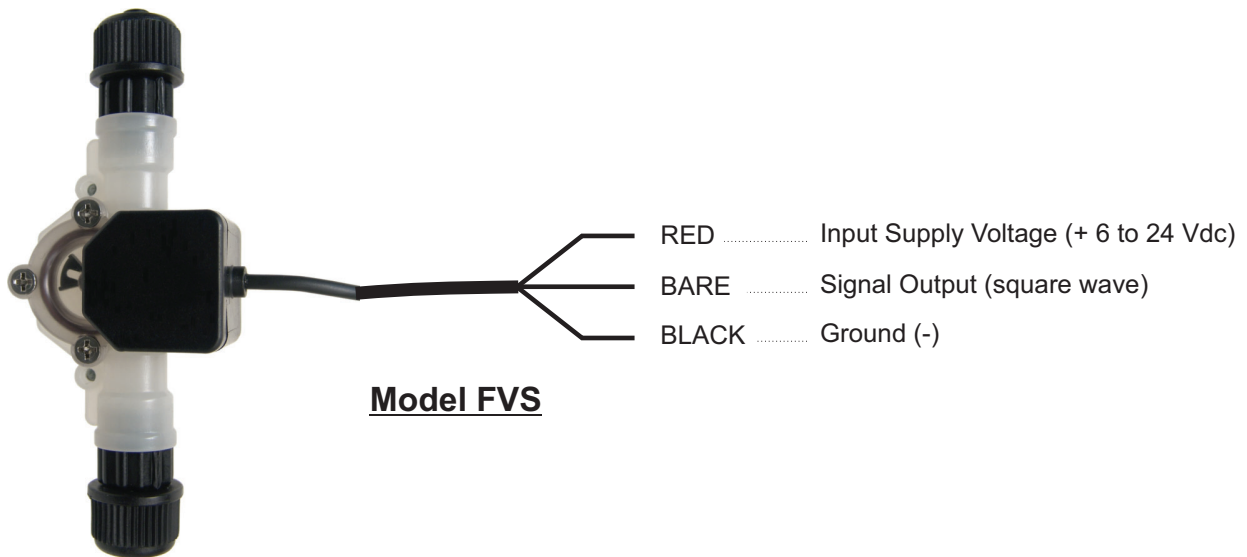 RED ........ Input Supply Voltage (+ 6 to 24 Vdc)
BARE ........ Signal Output (square wave)
BLACK ........ Ground (-)
Model FVS